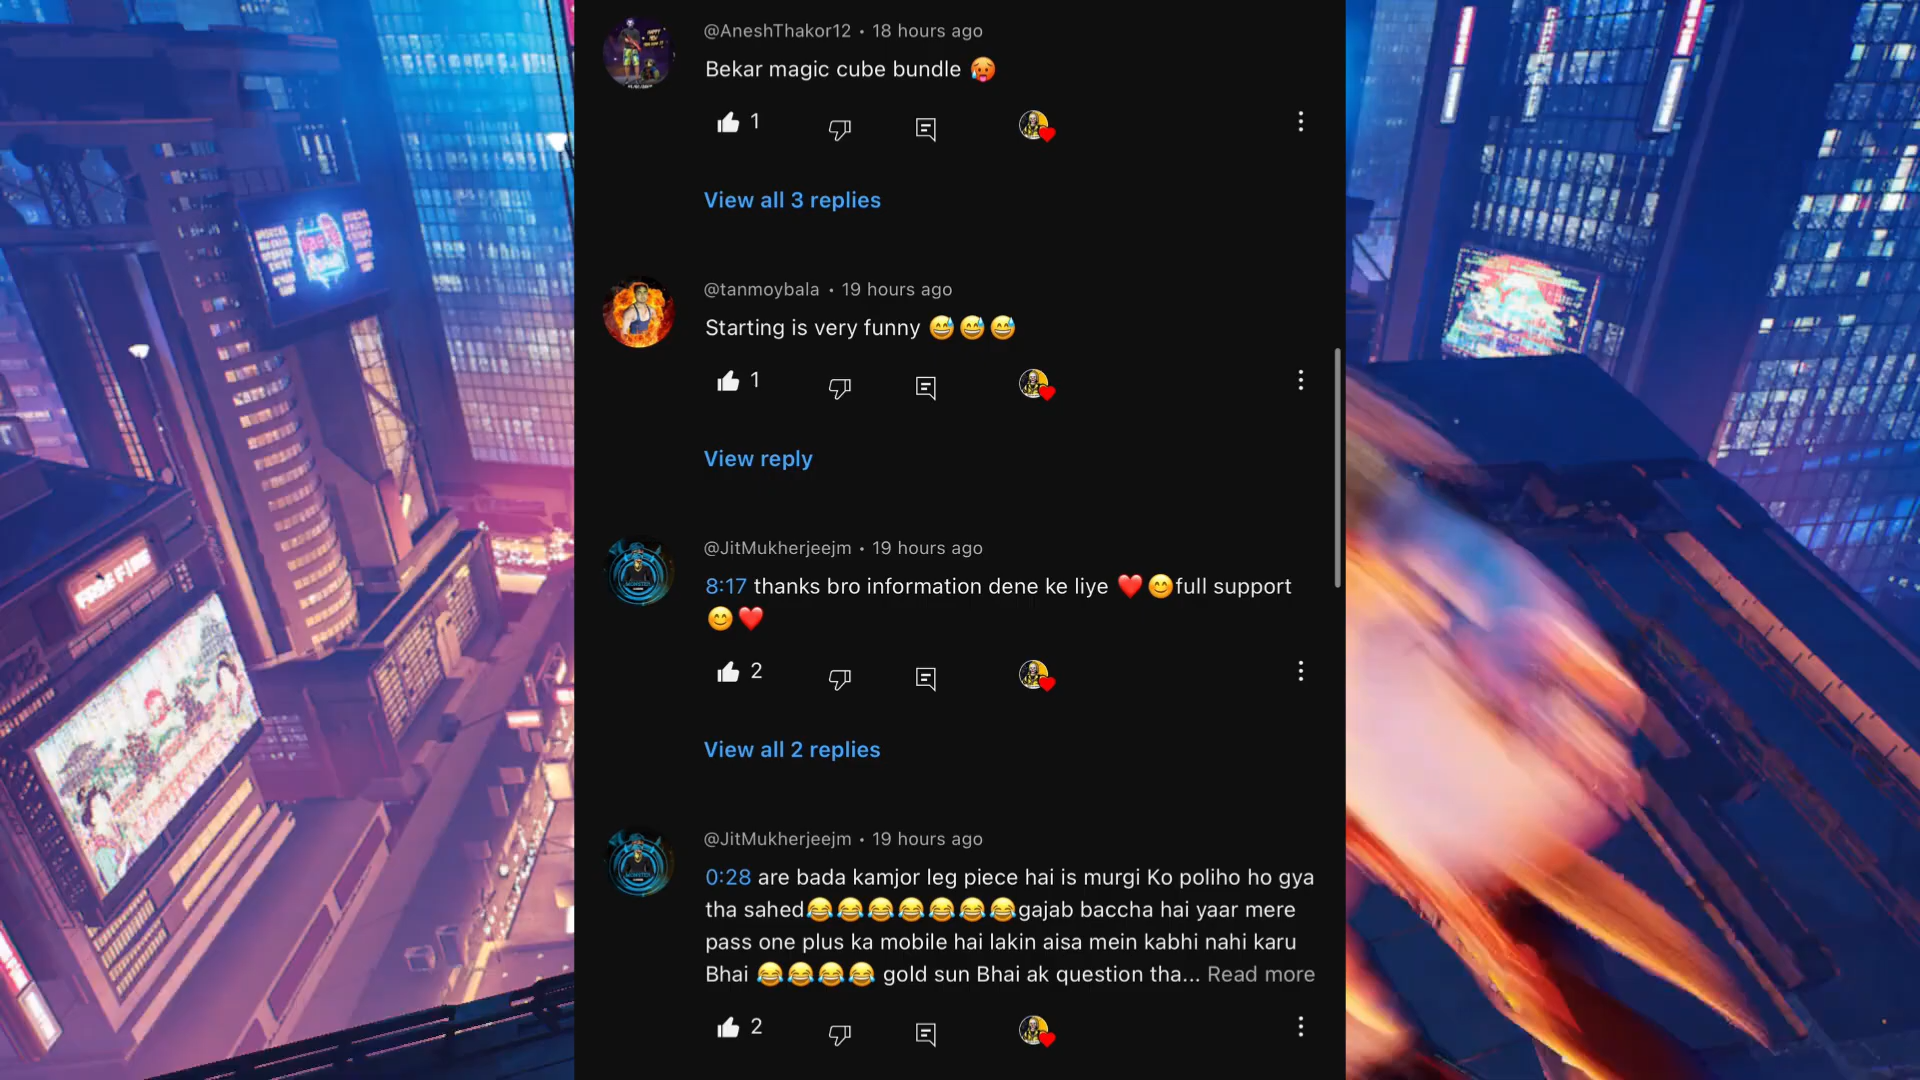 @AneshThakor12 • 18 hours ago
Bekar magic cube bundle 🥵
1
View all 3 replies
@tanmoybala • 19 hours ago
Starting is very funny 😅😅😅
1
View reply
@JitMukherjeejm • 19 hours ago
8:17 thanks bro information dene ke liye ❤️😊full support
😊❤️
2
View all 2 replies
@JitMukherjeejm • 19 hours ago
0:28 are bada kamjor leg piece hai is murgi Ko poliho ho gya
tha sahed😂😂😂😂😂😂😂gajab baccha hai yaar mere
pass one plus ka mobile hai lakin aisa mein kabhi nahi karu
Bhai 😂😂😂😂 gold sun Bhai ak question tha... Read more
2
FREE FIRE